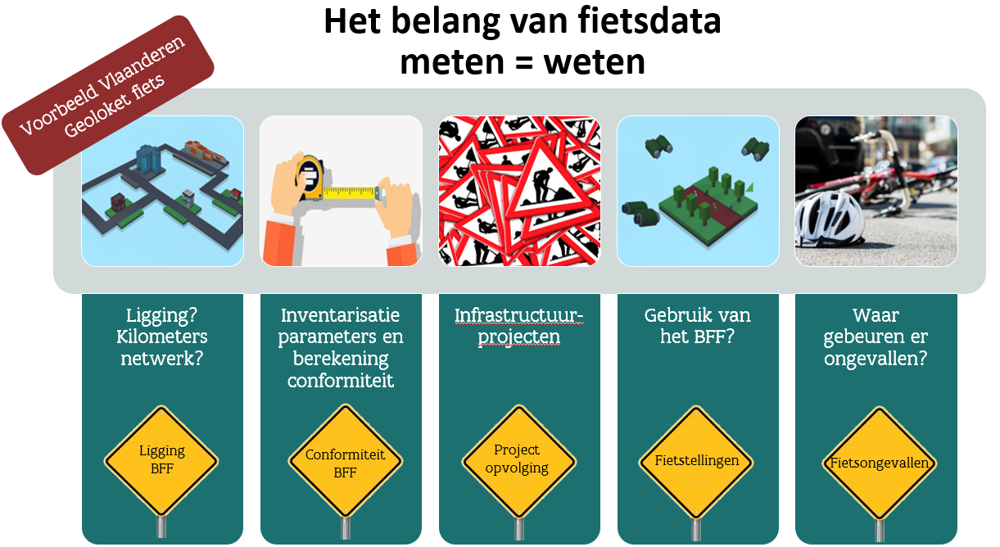 Het belang van fietsdata
meten = weten
Voorbeeld Vlaanderen
Geoloket fiets
Ligging?
Kilometers
netwerk?
Inventarisatie
parameters en
berekening
conformiteit
Infrastructuur-
projecten
Gebruik van
het BFF?
Waar
gebeuren er
ongevallen?
Ligging
BFF
Conformiteit
BFF
Project
opvolging
Fietstellingen
Fietsongevallen